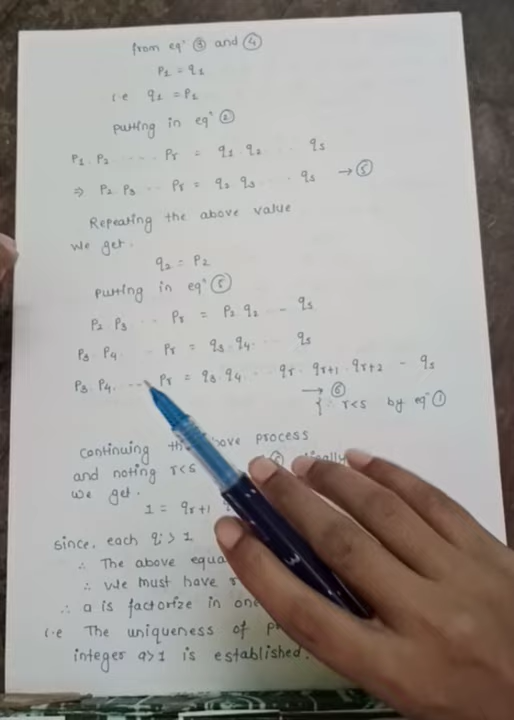 from eqⁿ ③ and ④
P₁ = q₁
i.e q₁ = P₁
putting in eqⁿ ②
P₁. P₂ ..... Pr = q₁. q₂ .... qs
⇒ P₂. P₃ ... Pr = q₂ q₃ .... qs → ⑤
Repeating the above value
we get.
q₂ = P₂
putting in eqⁿ ⑤
P₂ P₃ ... Pr = P₂ q₂ -- qs
P₃. P₄. .. Pr = q₃. q₄... qs
P₃. P₄. .... Pr = q₃. q₄. ... qr. qr+1. qr+2 - qs
→ ⑥
{∴ r<s by eqⁿ ①
continuing the above process
and noting r<s
we get.
1 = qr+1
since, each qi > 1
∴ The above
∴ we must have
∴ a is factorize in
i.e The uniqueness of
integer a>1 is established.